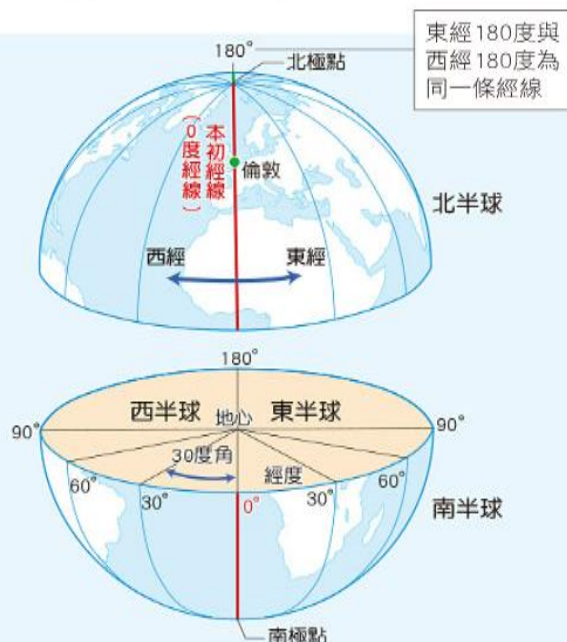 東經180度與
西經180度為
同一條經線
180°
北極點
本初經線
(0度經線)
倫敦
北半球
西經
東經
180°
西半球
東半球
地心
90°
90°
30度角
經度
60°
30°
0°
30°
60°
南半球
南極點